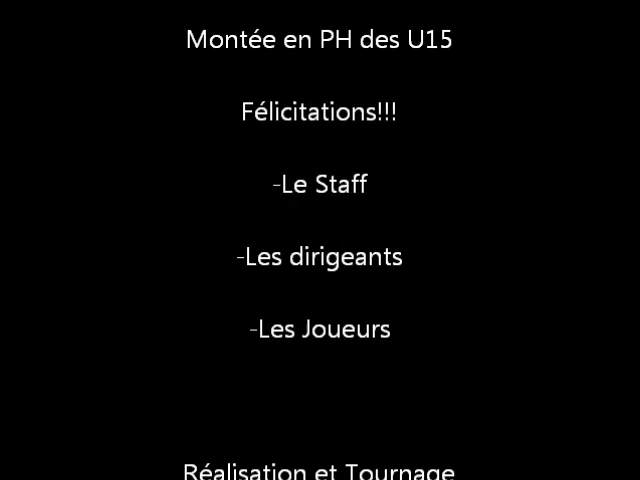 Montée en PH des U15
Félicitations!!!
-Le Staff
-Les dirigeants
-Les Joueurs
Réalisation et Tournage